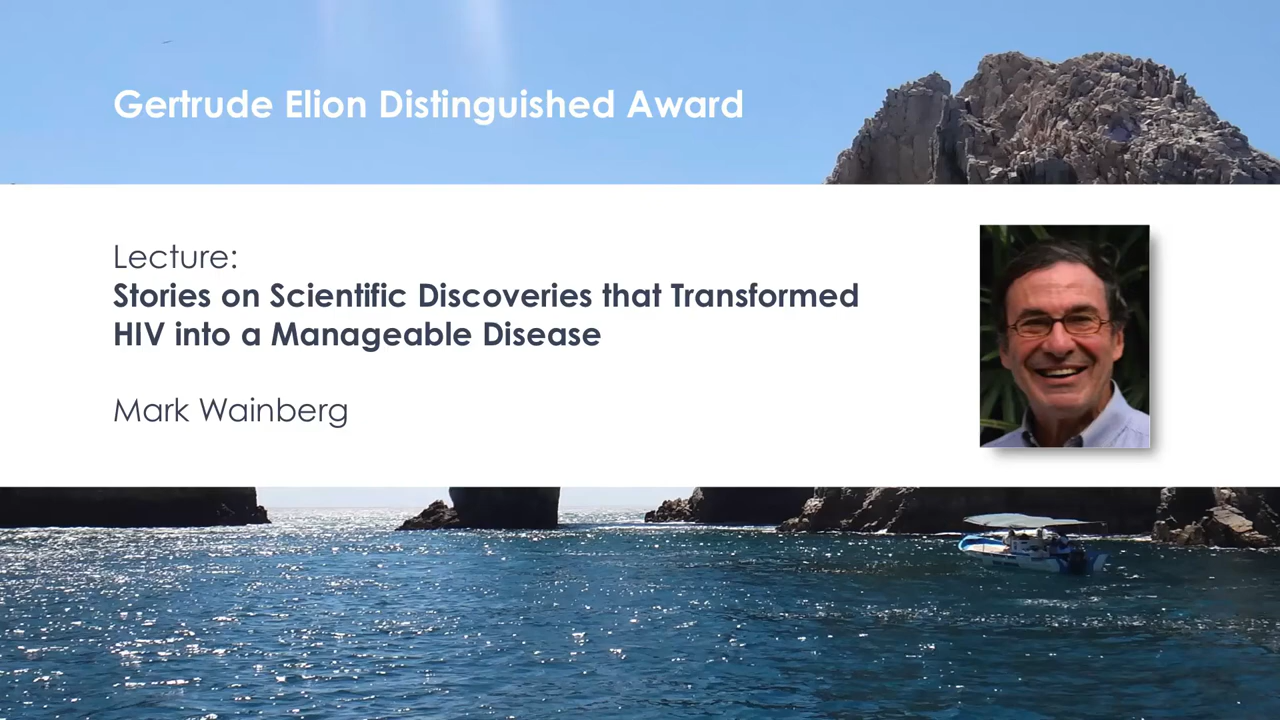 Gertrude Elion Distinguished Award
Lecture:
Stories on Scientific Discoveries that Transformed
HIV into a Manageable Disease
Mark Wainberg